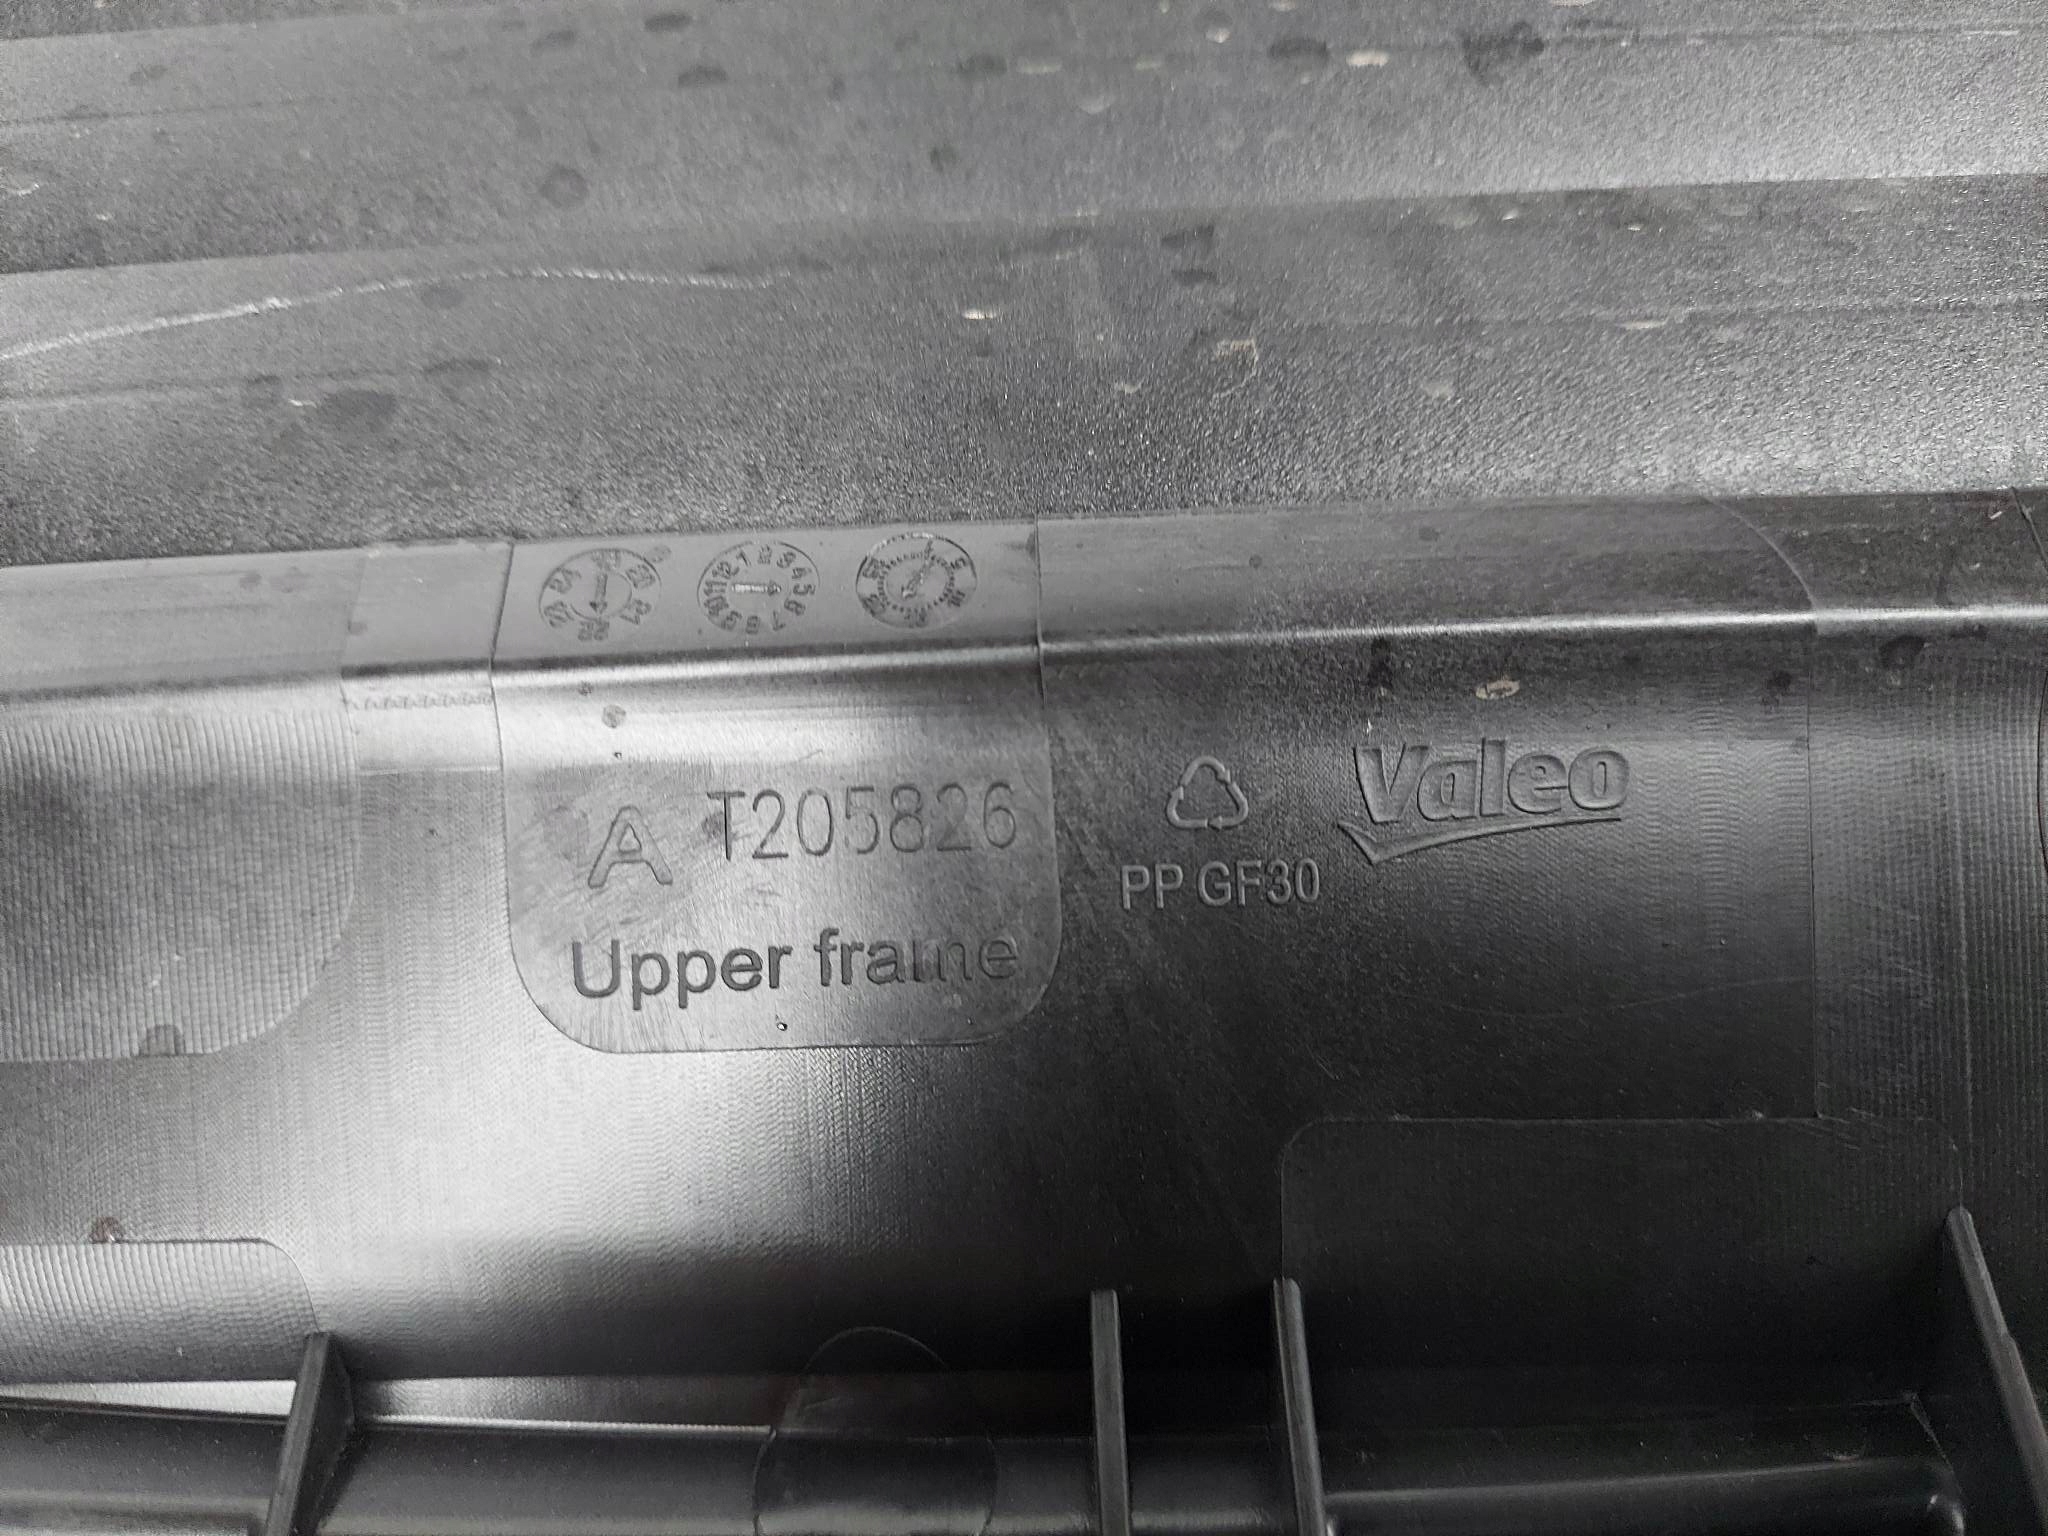 A T205826
Upper frame
PP GF30
Valeo